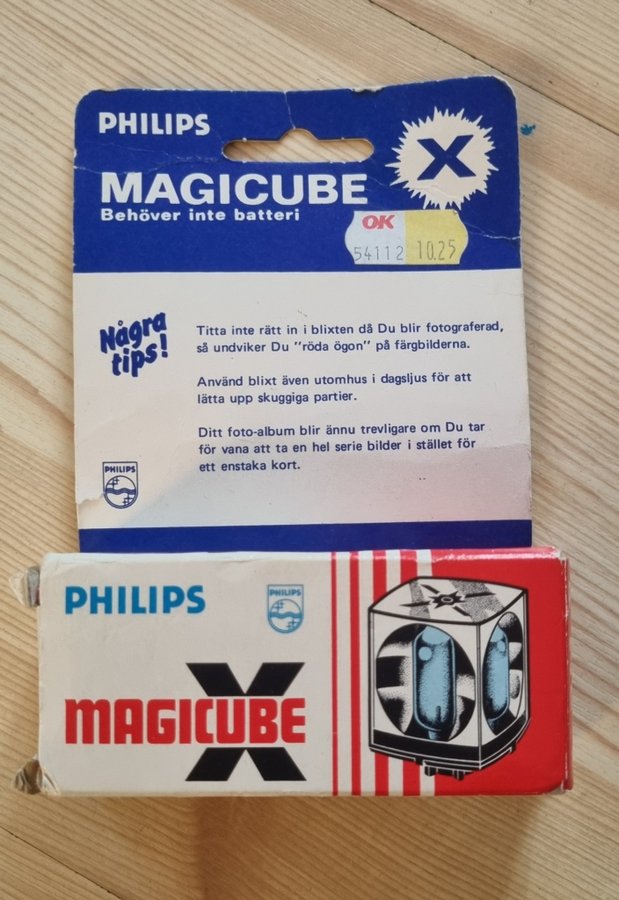 PHILIPS
X
MAGICUBE
Behöver inte batteri
OK
54112 10.25
Några
tips!
Titta inte rätt in i blixten då Du blir fotograferad,
så undviker Du "röda ögon" på färgbilderna.
Använd blixt även utomhus i dagsljus för att
lätta upp skuggiga partier.
Ditt foto-album blir ännu trevligare om Du tar
för vana att ta en hel serie bilder i stället för
ett enstaka kort.
PHILIPS
PHILIPS
PHILIPS
X
MAGICUBE